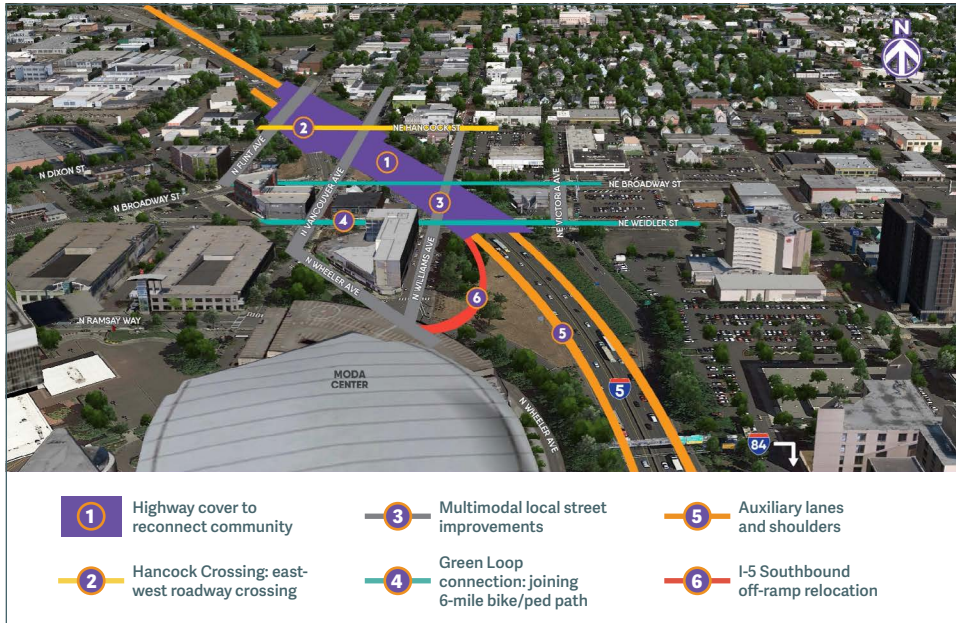 N
NE HANCOCK ST
2
N FLINT AVE
1
N DIXON ST
NE BROADWAY ST
N VANCOUVER AVE
NE VICTORIA AVE
N BROADWAY ST
3
4
NE WEIDLER ST
N WILLIAMS AVE
N WHEELER AVE
6
N RAMSAY WAY
5
MODA
CENTER
5
N WHEELER AVE
84
1
Highway cover to
reconnect community
2
Hancock Crossing: east-
west roadway crossing
3
Multimodal local street
improvements
4
Green Loop
connection: joining
6-mile bike/ped path
5
Auxiliary lanes
and shoulders
6
I-5 Southbound
off-ramp relocation